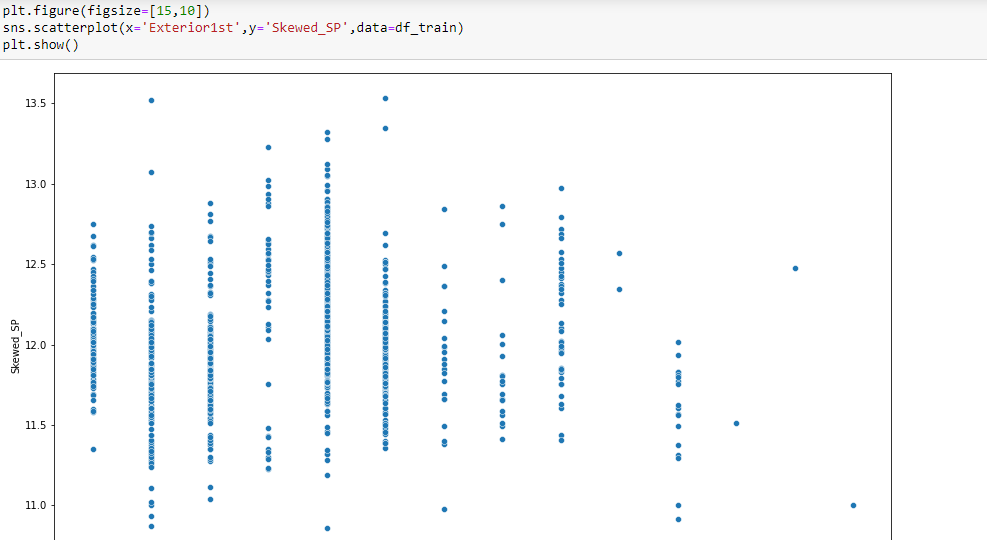 plt.figure(figsize=[15,10])
sns.scatterplot(x='Exterior1st',y='Skewed_SP',data=df_train)
plt.show()
13.5
13.0
12.5
12.0
11.5
11.0
Skewed_SP